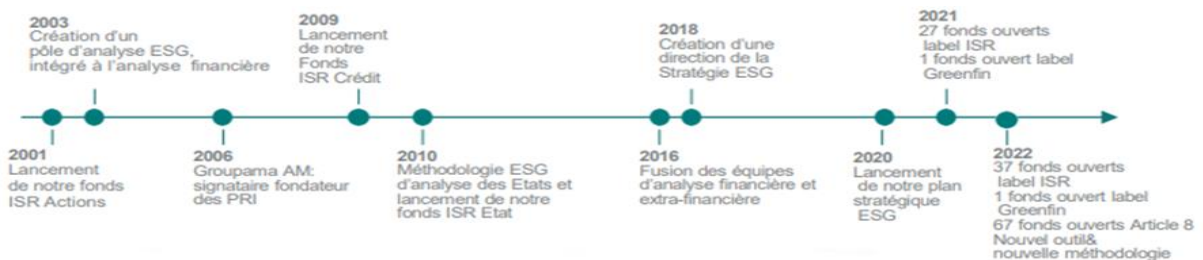 2003
Création d'un
pôle d'analyse ESG,
intégré à l'analyse financière
2009
Lancement
de notre
Fonds
ISR Crédit
2018
Création d'une
direction de la
Stratégie ESG
2021
27 fonds ouverts
label ISR
1 fonds ouvert label
Greenfin
2001
Lancement
de notre fonds
ISR Actions
2006
Groupama AM:
signataire fondateur
des PRI
2010
Méthodologie ESG
d'analyse des Etats et
lancement de notre
fonds ISR Etat
2016
Fusion des équipes
d'analyse financière et
extra-financière
2020
Lancement
de notre plan
stratégique
ESG
2022
37 fonds ouverts
label ISR
1 fonds ouvert label
Greenfin
67 fonds ouverts Article 8
Nouvel outil&
nouvelle méthodologie